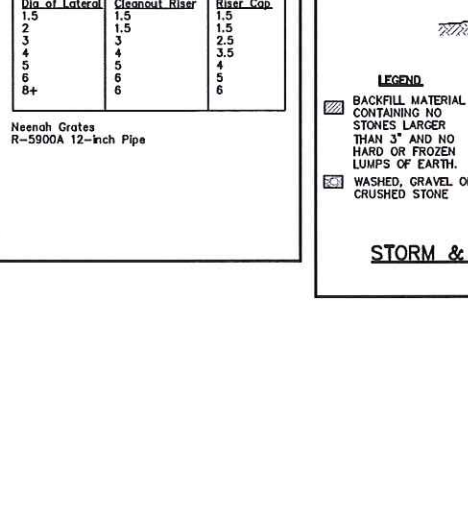 Dia of Lateral Cleanout Riser Riser Cap
1.5 1.5 1.5
2 1.5 1.5
3 3 2.5
4 4 3.5
5 5 4
6 6 5
8+ 6 6
Neenah Grates
R-5900A 12-inch Pipe
LEGEND
BACKFILL MATERIAL
CONTAINING NO
STONES LARGER
THAN 3" AND NO
HARD OR FROZEN
LUMPS OF EARTH.
WASHED, GRAVEL OR
CRUSHED STONE
STORM &